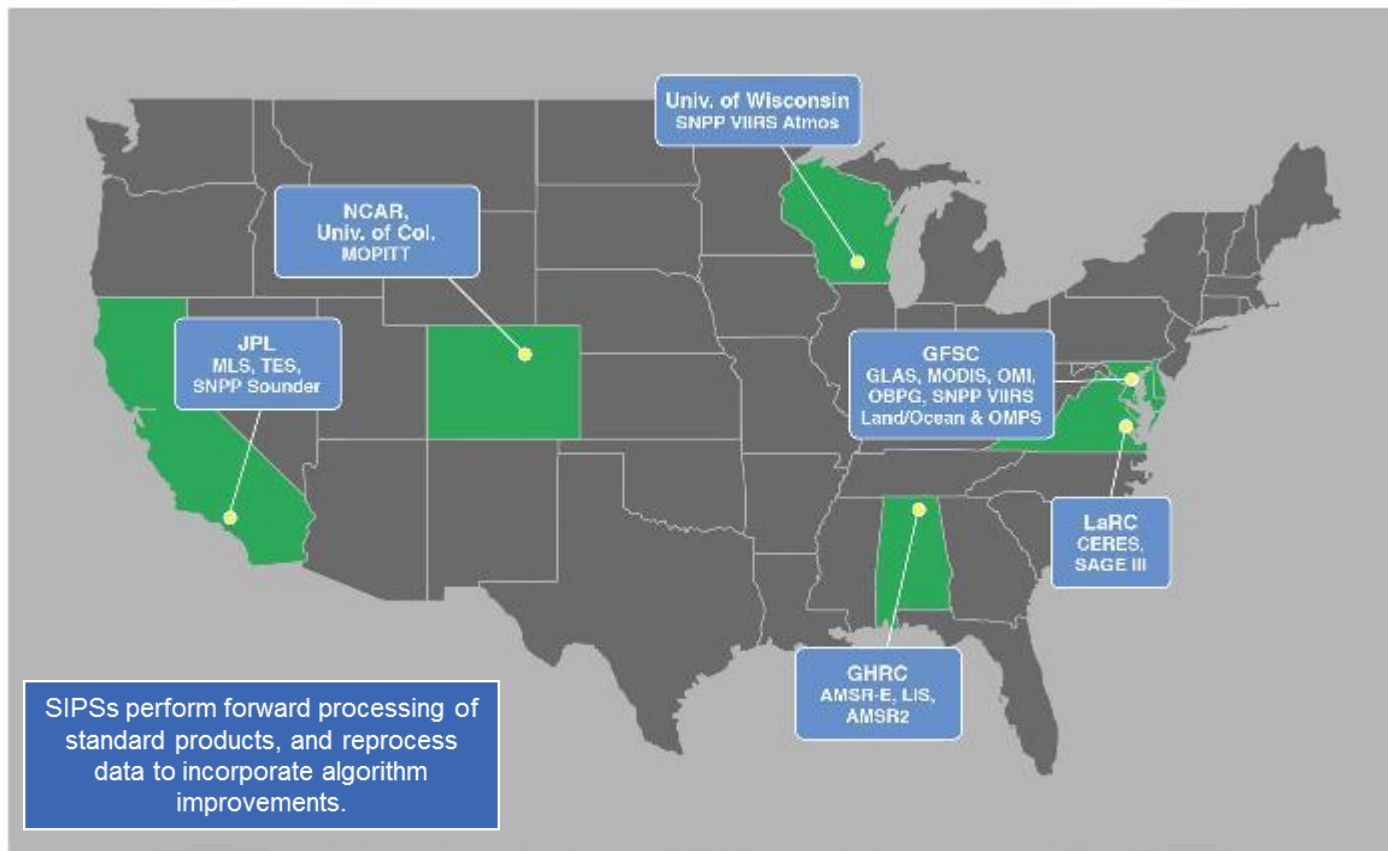 Univ. of Wisconsin
SNPP VIIRS Atmos
NCAR,
Univ. of Col.
MOPITT
JPL
MLS, TES,
SNPP Sounder
GFSC
GLAS, MODIS, OMI,
OBPG, SNPP VIIRS
Land/Ocean & OMPS
LaRC
CERES,
SAGE III
GHRC
AMSR-E, LIS,
AMSR2
SIPSs perform forward processing of
standard products, and reprocess
data to incorporate algorithm
improvements.